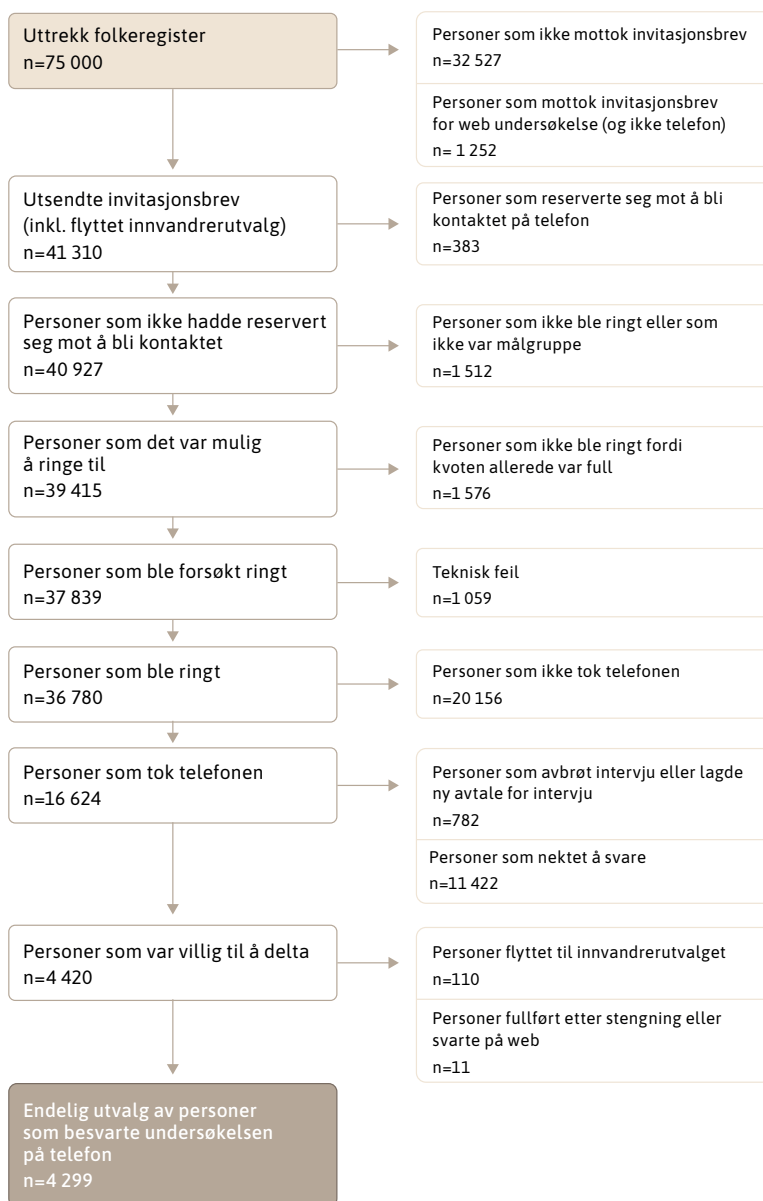 Uttrekk folkeregister
n=75 000
Personer som ikke mottok invitasjonsbrev
n=32 527
Personer som mottok invitasjonsbrev
for web undersøkelse (og ikke telefon)
n= 1 252
Utsendte invitasjonsbrev
(inkl. flyttet innvandrerutvalg)
n=41 310
Personer som reserverte seg mot å bli
kontaktet på telefon
n=383
Personer som ikke hadde reservert
seg mot å bli kontaktet
n=40 927
Personer som ikke ble ringt eller som
ikke var målgruppe
n=1 512
Personer som det var mulig
å ringe til
n=39 415
Personer som ikke ble ringt fordi
kvoten allerede var full
n=1 576
Personer som ble forsøkt ringt
n=37 839
Teknisk feil
n=1 059
Personer som ble ringt
n=36 780
Personer som ikke tok telefonen
n=20 156
Personer som tok telefonen
n=16 624
Personer som avbrøt intervju eller lagde
ny avtale for intervju
n=782
Personer som nektet å svare
n=11 422
Personer som var villig til å delta
n=4 420
Personer flyttet til innvandrerutvalget
n=110
Personer fullført etter stengning eller
svarte på web
n=11
Endelig utvalg av personer
som besvarte undersøkelsen
på telefon
n=4 299